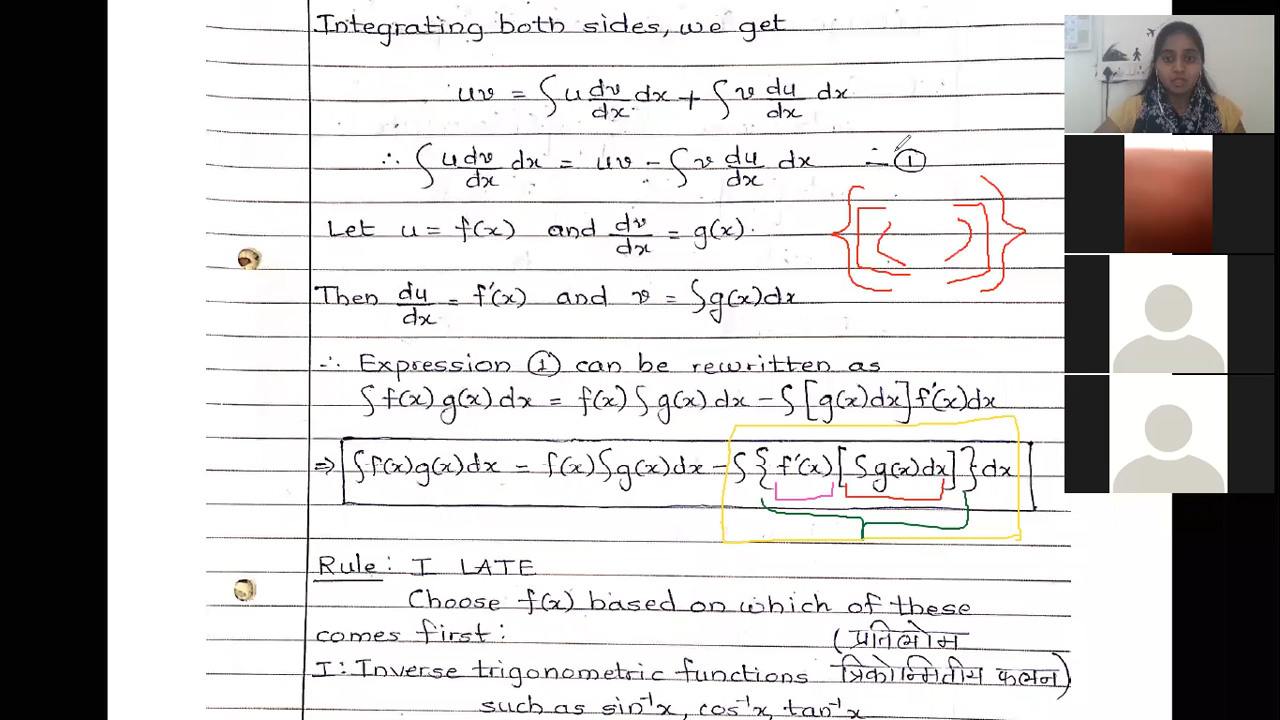 Integrating both sides, we get
uv = ∫u dv/dx dx + ∫v du/dx dx
∴ ∫u dv/dx dx = uv - ∫v du/dx dx - ①
Let u = f(x) and dv/dx = g(x).
Then du/dx = f'(x) and v = ∫g(x)dx
∴ Expression ① can be rewritten as
∫f(x) g(x) dx = f(x) ∫g(x) dx - ∫[g(x)dx] f'(x)dx
⇒ ∫f(x)g(x)dx = f(x)∫g(x)dx - ∫{f'(x)[∫g(x)dx]}dx
Rule: I LATE
Choose f(x) based on which of these
comes first:
(प्रतिलोम
I: Inverse trigonometric functions त्रिकोन्मितीय कलन)
such as sin⁻¹x, cos⁻¹x, tan⁻¹x